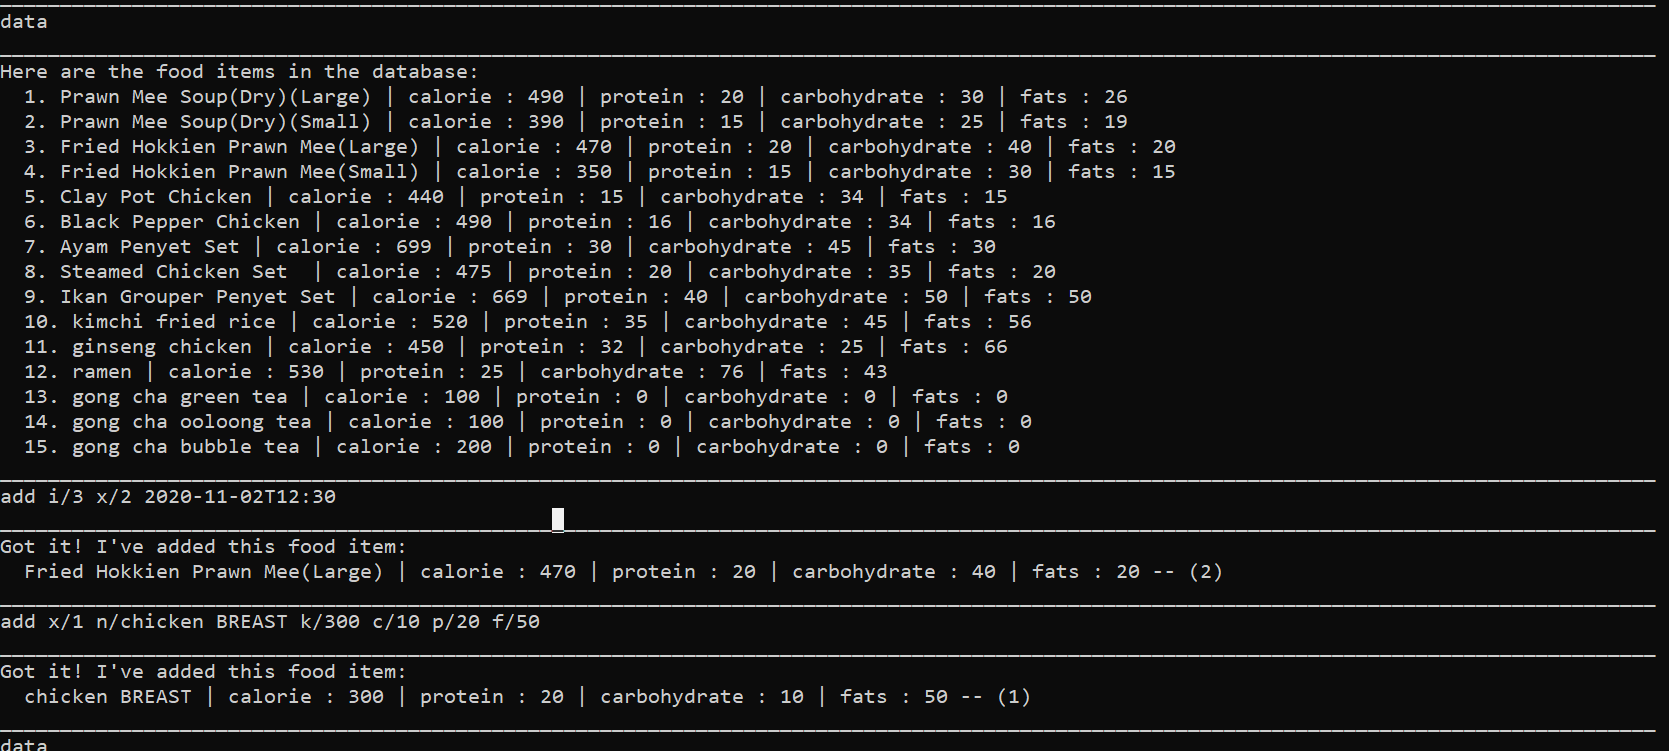 data
Here are the food items in the database:
1. Prawn Mee Soup(Dry)(Large) | calorie : 490 | protein : 20 | carbohydrate : 30 | fats : 26
2. Prawn Mee Soup(Dry)(Small) | calorie : 390 | protein : 15 | carbohydrate : 25 | fats : 19
3. Fried Hokkien Prawn Mee(Large) | calorie : 470 | protein : 20 | carbohydrate : 40 | fats : 20
4. Fried Hokkien Prawn Mee(Small) | calorie : 350 | protein : 15 | carbohydrate : 30 | fats : 15
5. Clay Pot Chicken | calorie : 440 | protein : 15 | carbohydrate : 34 | fats : 15
6. Black Pepper Chicken | calorie : 490 | protein : 16 | carbohydrate : 34 | fats : 16
7. Ayam Penyet Set | calorie : 699 | protein : 30 | carbohydrate : 45 | fats : 30
8. Steamed Chicken Set  | calorie : 475 | protein : 20 | carbohydrate : 35 | fats : 20
9. Ikan Grouper Penyet Set | calorie : 669 | protein : 40 | carbohydrate : 50 | fats : 50
10. kimchi fried rice | calorie : 520 | protein : 35 | carbohydrate : 45 | fats : 56
11. ginseng chicken | calorie : 450 | protein : 32 | carbohydrate : 25 | fats : 66
12. ramen | calorie : 530 | protein : 25 | carbohydrate : 76 | fats : 43
13. gong cha green tea | calorie : 100 | protein : 0 | carbohydrate : 0 | fats : 0
14. gong cha ooloong tea | calorie : 100 | protein : 0 | carbohydrate : 0 | fats : 0
15. gong cha bubble tea | calorie : 200 | protein : 0 | carbohydrate : 0 | fats : 0
add i/3 x/2 2020-11-02T12:30
Got it! I've added this food item:
Fried Hokkien Prawn Mee(Large) | calorie : 470 | protein : 20 | carbohydrate : 40 | fats : 20 -- (2)
add x/1 n/chicken BREAST k/300 c/10 p/20 f/50
Got it! I've added this food item:
chicken BREAST | calorie : 300 | protein : 20 | carbohydrate : 10 | fats : 50 -- (1)
data